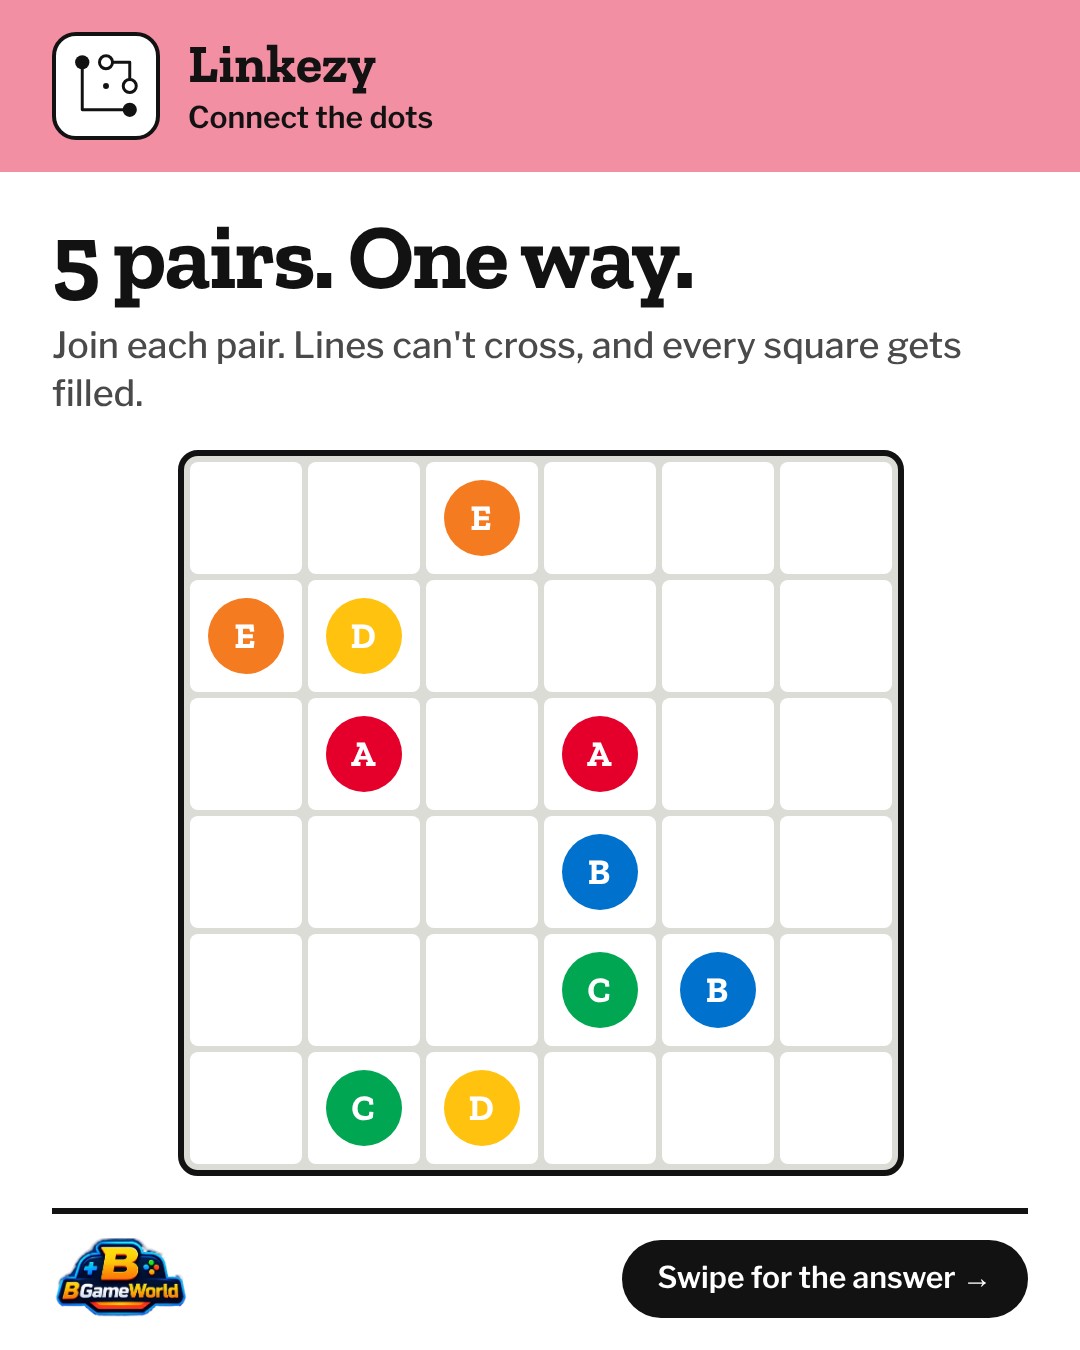 Linkezy
Connect the dots
5 pairs. One way.
Join each pair. Lines can't cross, and every square gets
filled.
E
E D
A A
B
C B
C D
B
BGameWorld
Swipe for the answer →